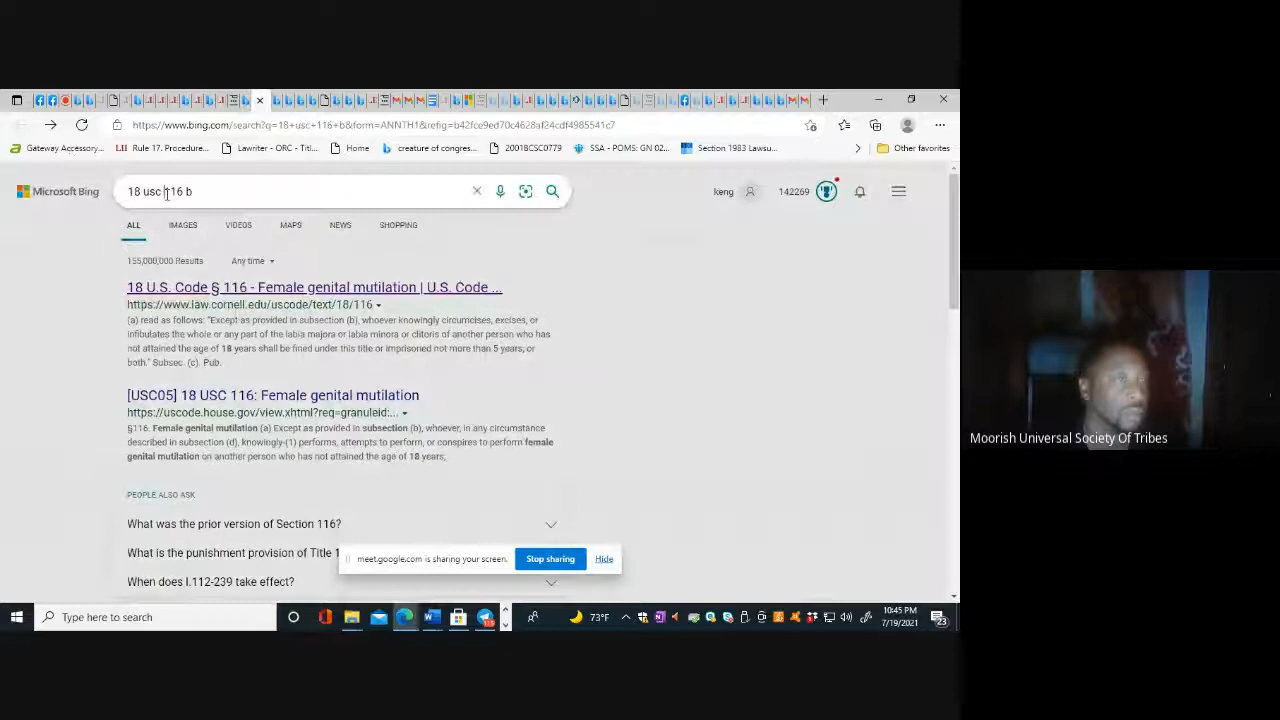 https://www.bing.com/search?q=18+usc+116+b&form=ANNTH1&refig=b42fce9ed70c4628af24cdf4985541c7
Gateway Accessory...
LII Rule 17. Procedure...
Lawriter - ORC - Titl...
Home
creature of congres...
2001BCSC0779
SSA - POMS: GN 02...
Section 1983 Lawsu...
Other favorites
Microsoft Bing
18 usc 116 b
keng
142269
ALL IMAGES VIDEOS MAPS NEWS SHOPPING
155,000,000 Results Any time
18 U.S. Code § 116 - Female genital mutilation | U.S. Code ...
https://www.law.cornell.edu/uscode/text/18/116
(a) read as follows: "Except as provided in subsection (b), whoever knowingly circumcises, excises, or
infibulates the whole or any part of the labia majora or labia minora or clitoris of another person who has
not attained the age of 18 years shall be fined under this title or imprisoned not more than 5 years, or
both." Subsec. (c). Pub.
[USC05] 18 USC 116: Female genital mutilation
https://uscode.house.gov/view.xhtml?req=granuleid:...
§116. Female genital mutilation (a) Except as provided in subsection (b), whoever, in any circumstance
described in subsection (d), knowingly-(1) performs, attempts to perform, or conspires to perform female
genital mutilation on another person who has not attained the age of 18 years;
PEOPLE ALSO ASK
What was the prior version of Section 116?
What is the punishment provision of Title 1
When does l.112-239 take effect?
meet.google.com is sharing your screen.
Stop sharing
Hide
Moorish Universal Society Of Tribes
Type here to search
73°F
10:45 PM
7/19/2021
23